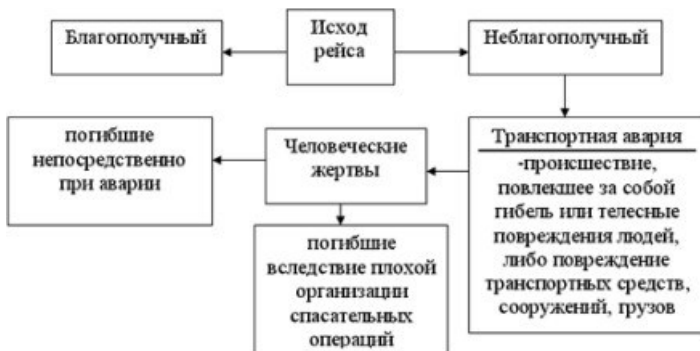 Благополучный
Исход
рейса
Неблагополучный
погибшие
непосредственно
при аварии
Человеческие
жертвы
Транспортная авария
-происшествие,
повлекшее за собой
гибель или телесные
повреждения людей,
либо повреждение
транспортных средств,
сооружений, грузов
погибшие
вследствие плохой
организации
спасательных
операций